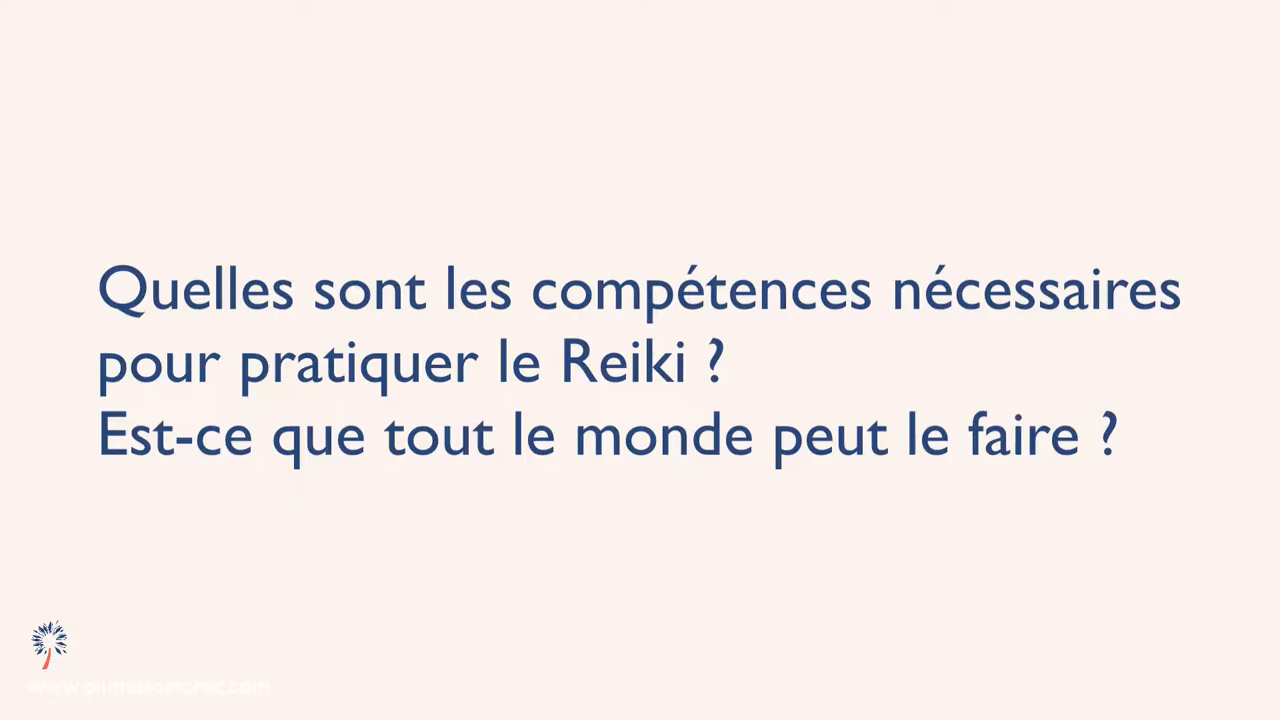 Quelles sont les compétences nécessaires
pour pratiquer le Reiki ?
Est-ce que tout le monde peut le faire ?